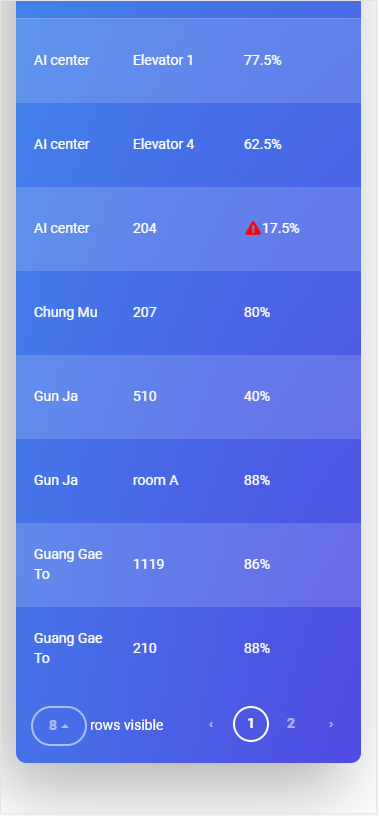 AI center Elevator 1 77.5%
AI center Elevator 4 62.5%
AI center 204 17.5%
Chung Mu 207 80%
Gun Ja 510 40%
Gun Ja room A 88%
Guang Gae
To 1119 86%
Guang Gae
To 210 88%
8 rows visible ‹ 1 2 ›